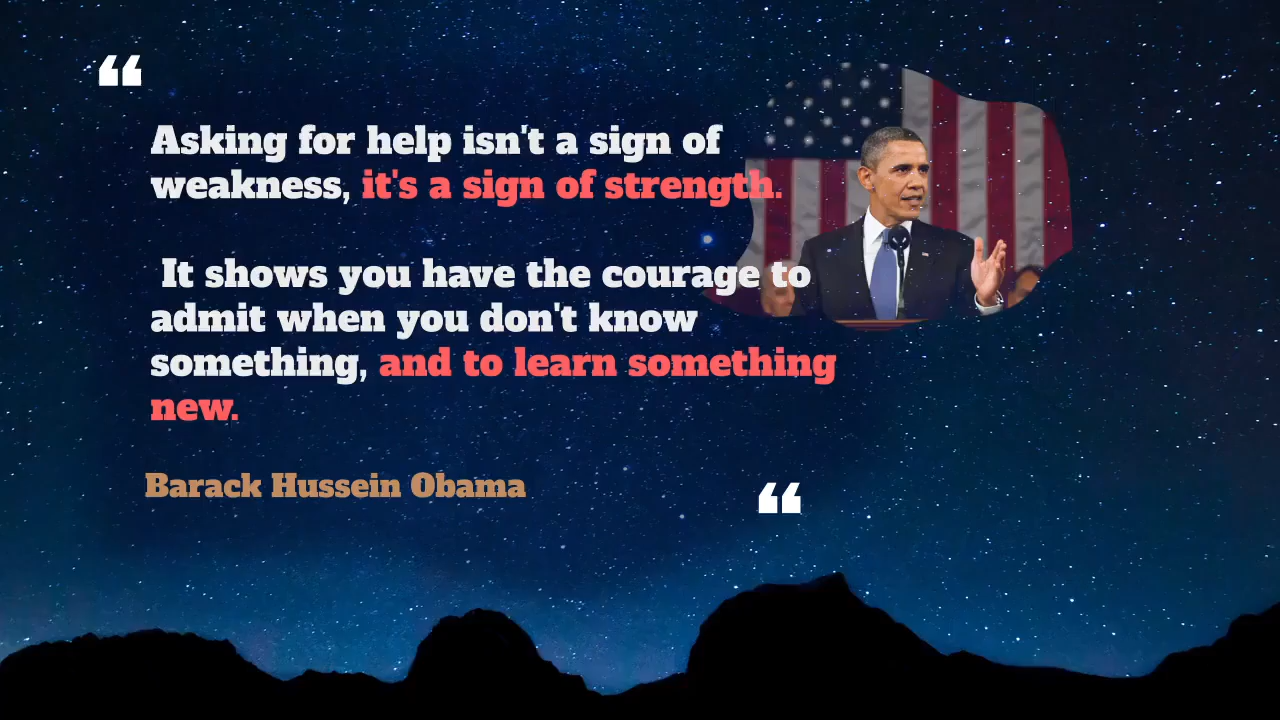 ❝
Asking for help isn't a sign of
weakness, it's a sign of strength.
It shows you have the courage to
admit when you don't know
something, and to learn something
new.
Barack Hussein Obama
❝